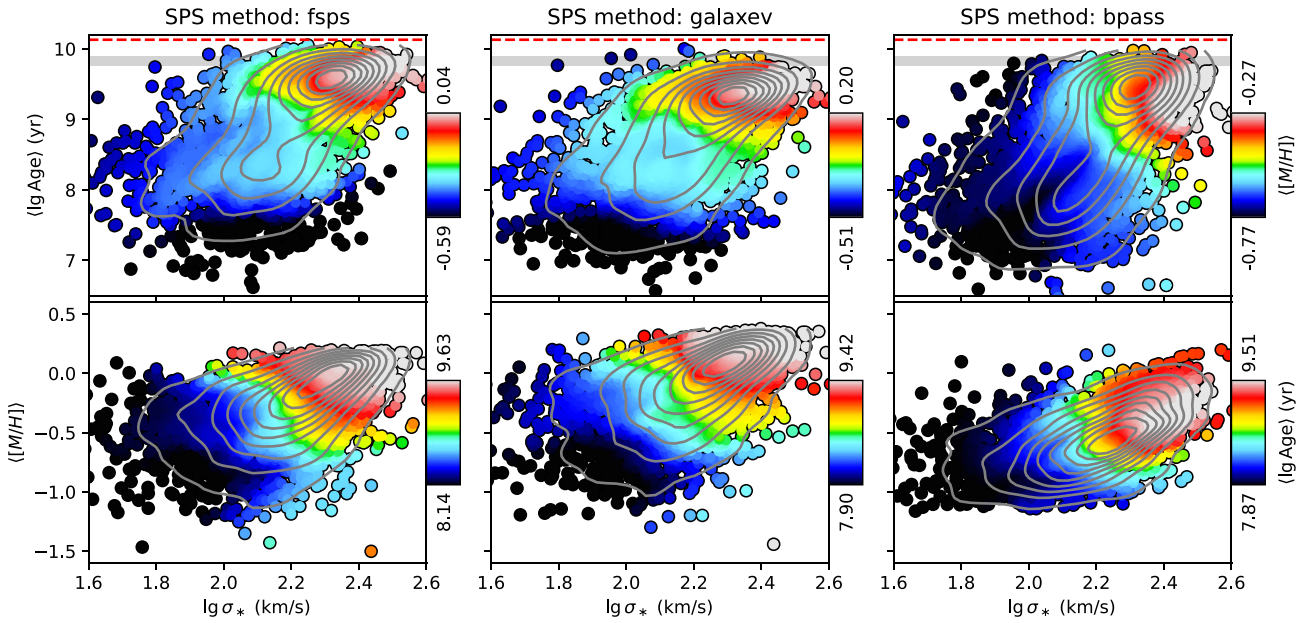 SPS method: fsps
SPS method: galaxev
SPS method: bpass
⟨lg Age⟩ (yr)
10
9
8
7
0.04
-0.59
0.20
-0.51
-0.27
-0.77
⟨[M/H]⟩
⟨[M/H]⟩
0.5
0.0
−0.5
−1.0
−1.5
9.63
8.14
9.42
7.90
9.51
7.87
⟨lg Age⟩ (yr)
1.6 1.8 2.0 2.2 2.4 2.6
1.6 1.8 2.0 2.2 2.4 2.6
1.6 1.8 2.0 2.2 2.4 2.6
lg σ∗ (km/s)
lg σ∗ (km/s)
lg σ∗ (km/s)